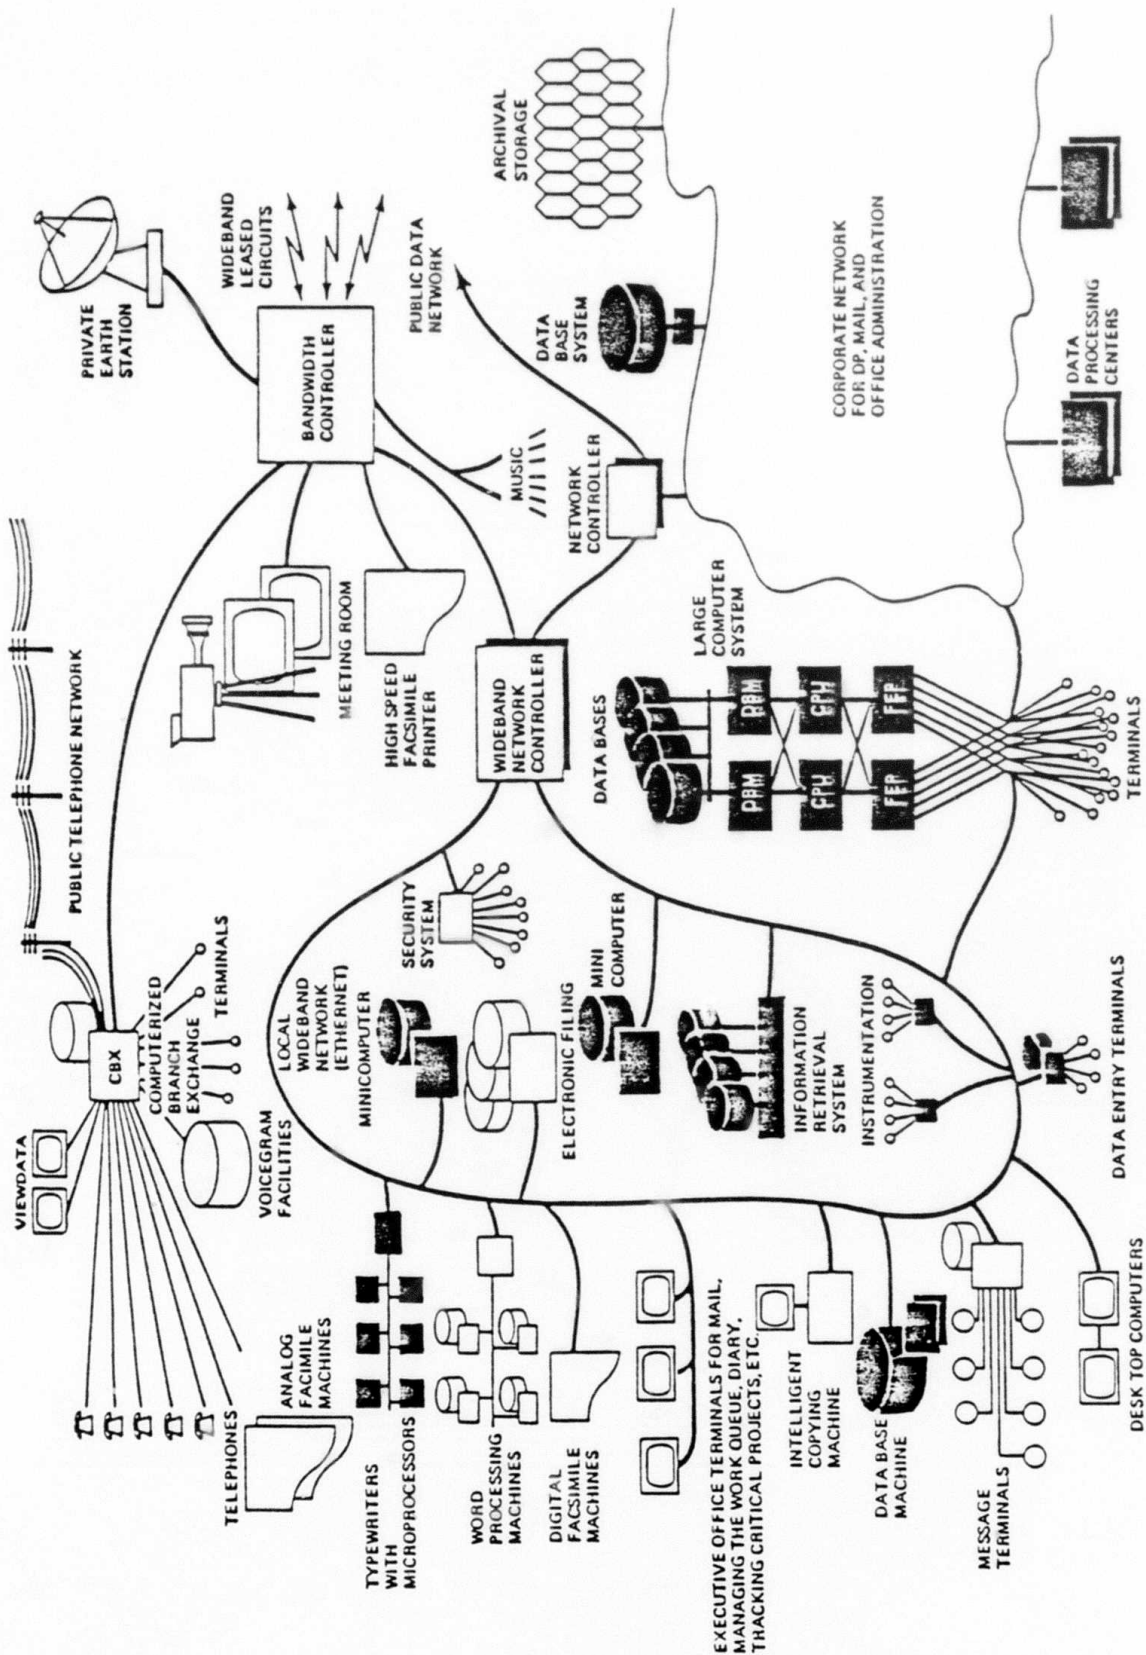 PUBLIC TELEPHONE NETWORK
PRIVATE
EARTH
STATION
VIEWDATA
CBX
COMPUTERIZED
BRANCH
EXCHANGE
TERMINALS
VOICEGRAM
FACILITIES
TELEPHONES
ANALOG
FACIMILE
MACHINES
WIDEBAND
LEASED
CIRCUITS
BANDWIDTH
CONTROLLER
MEETING ROOM
HIGH SPEED
FACSIMILE
PRINTER
MUSIC
PUBLIC DATA
NETWORK
WIDEBAND
NETWORK
CONTROLLER
NETWORK
CONTROLLER
DATA
BASE
SYSTEM
ARCHIVAL
STORAGE
LOCAL
WIDEBAND
NETWORK
(ETHERNET)
SECURITY
SYSTEM
MINICOMPUTER
ELECTRONIC FILING
MINI
COMPUTER
INFORMATION
RETRIEVAL
SYSTEM
INSTRUMENTATION
DATA ENTRY TERMINALS
TYPEWRITERS
WITH
MICROPROCESSORS
WORD
PROCESSING
MACHINES
DIGITAL
FACSIMILE
MACHINES
EXECUTIVE OFFICE TERMINALS FOR MAIL,
MANAGING THE WORK QUEUE, DIARY,
THACKING CRITICAL PROJECTS, ETC.
INTELLIGENT
COPYING
MACHINE
DATA BASE
MACHINE
MESSAGE
TERMINALS
DESK TOP COMPUTERS
DATA BASES
LARGE
COMPUTER
SYSTEM
DBM
DBM
CPH
CPH
FEP
FEP
TERMINALS
CORPORATE NETWORK
FOR DP, MAIL, AND
OFFICE ADMINISTRATION
DATA
PROCESSING
CENTERS